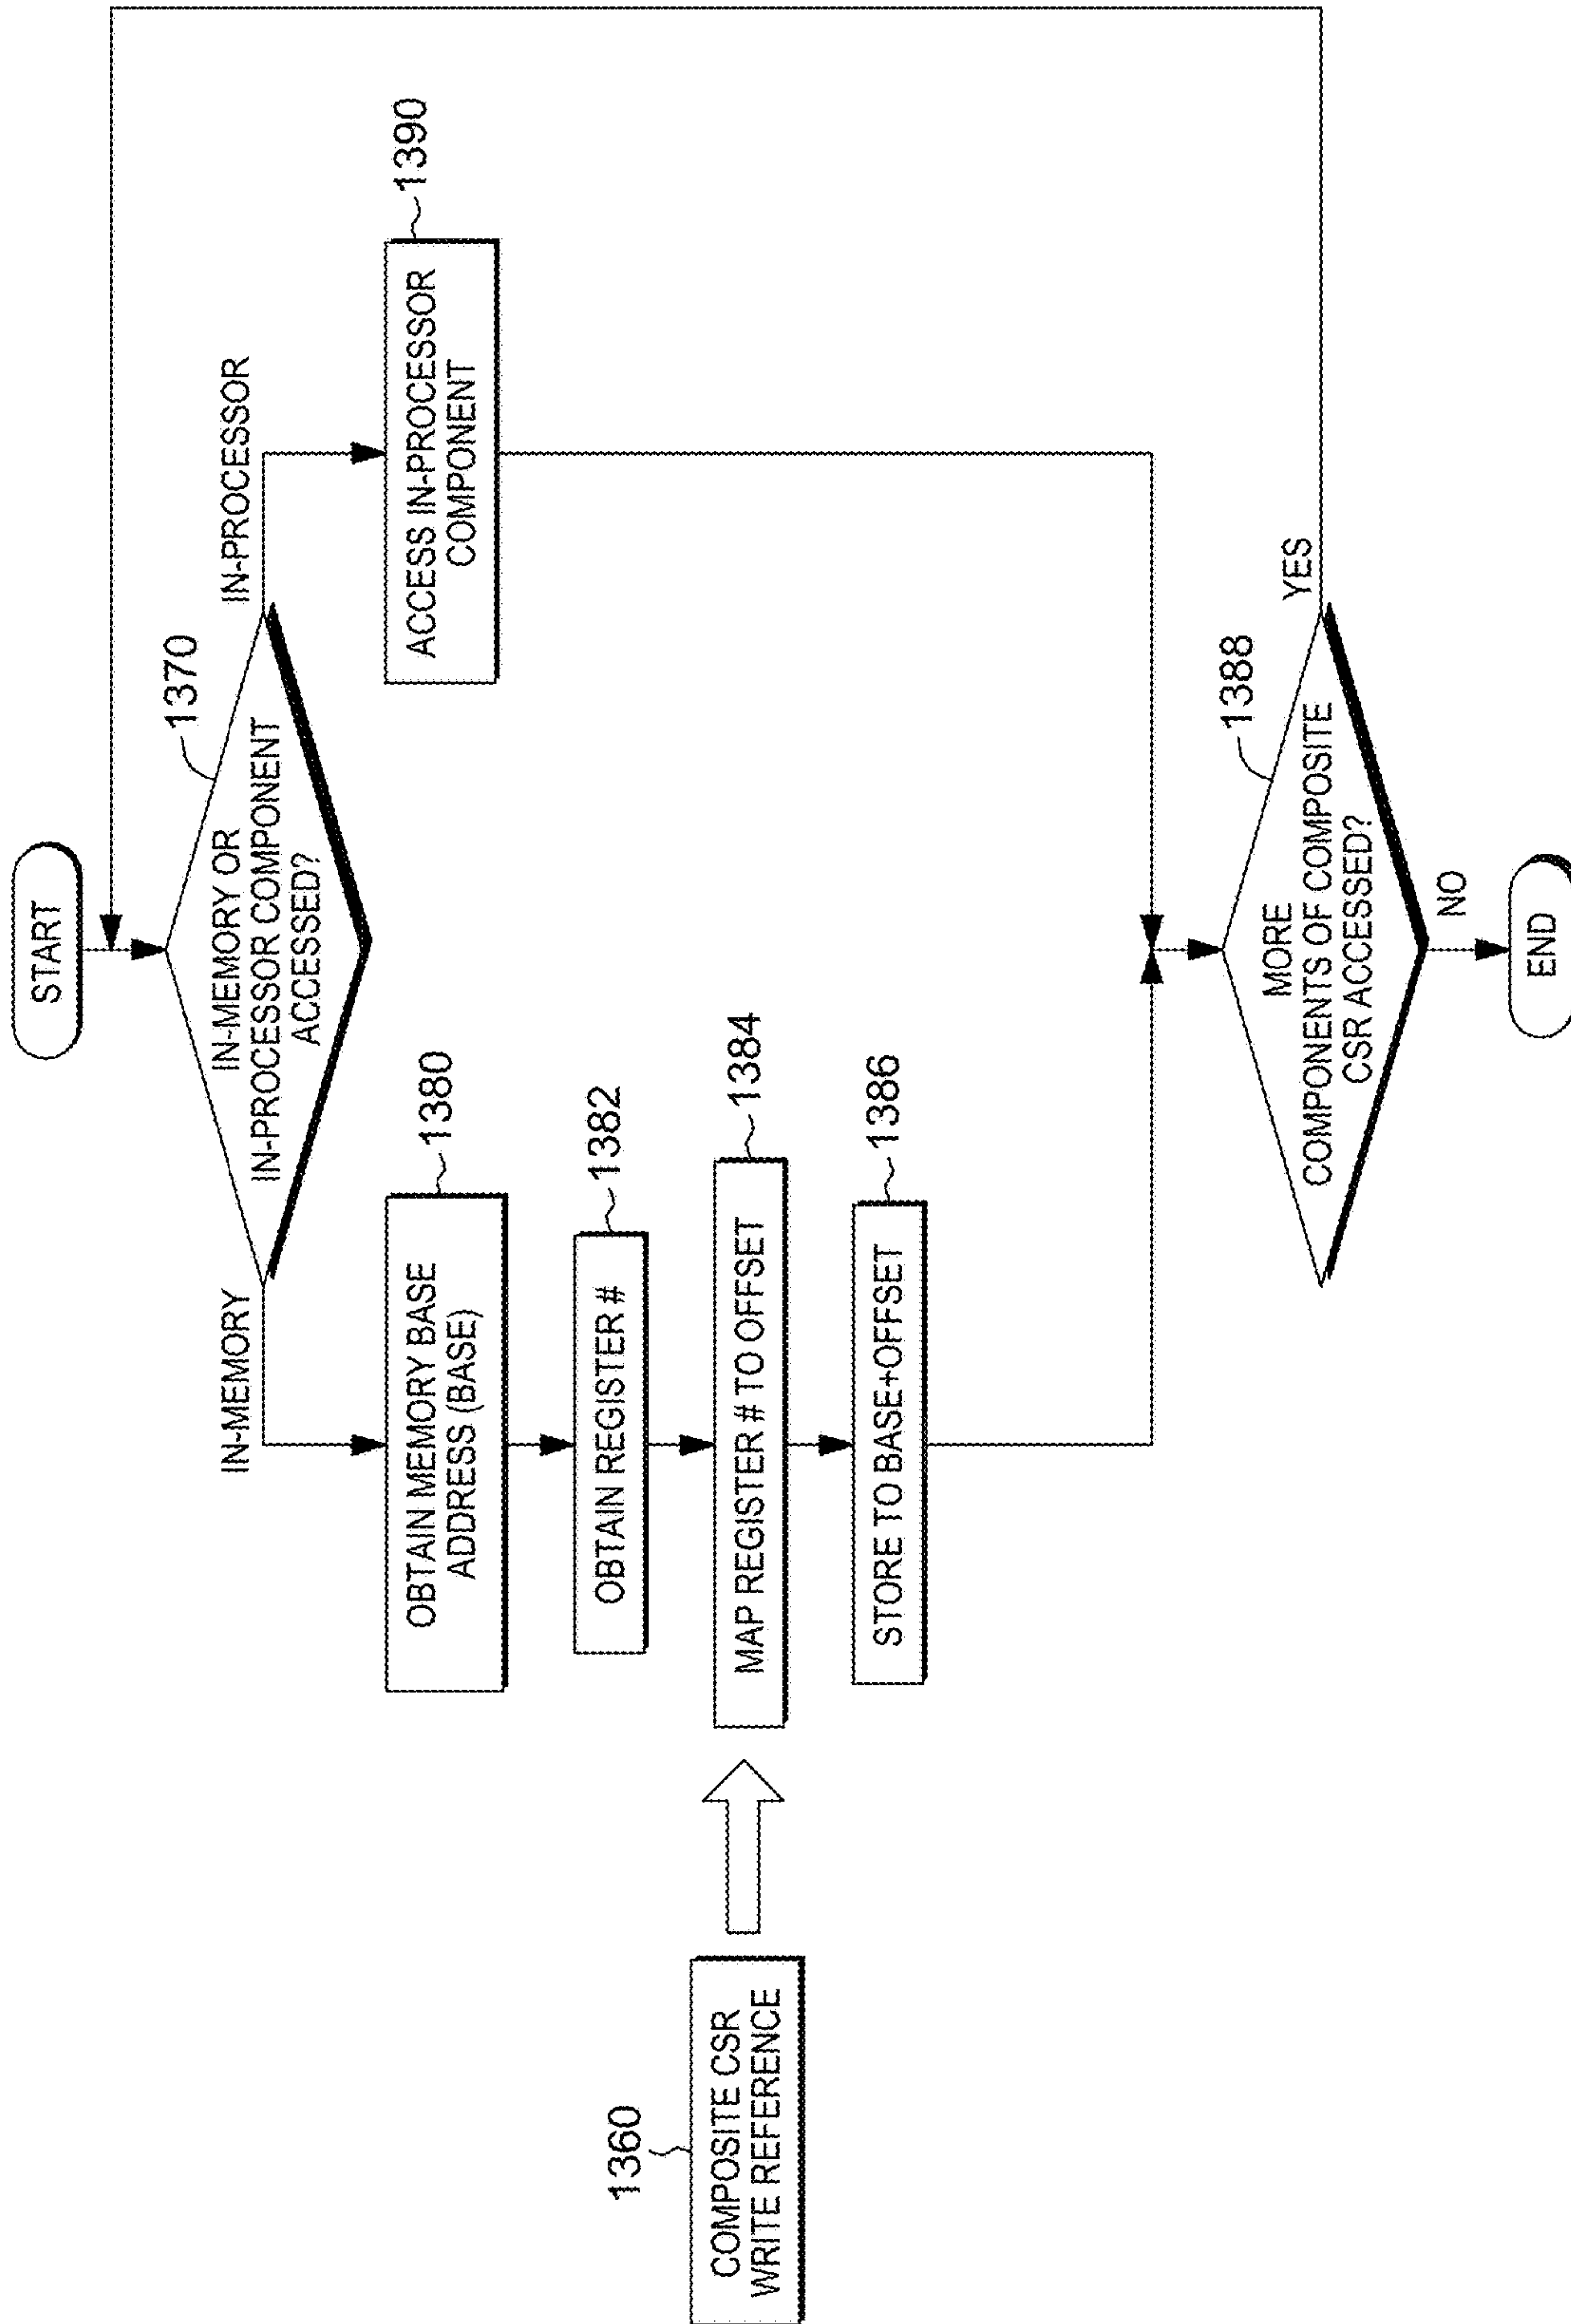 1360
COMPOSITE CSR
WRITE REFERENCE
START
IN-MEMORY OR
IN-PROCESSOR COMPONENT
ACCESSED?
1370
IN-MEMORY
IN-PROCESSOR
OBTAIN MEMORY BASE
ADDRESS (BASE)
1380
OBTAIN REGISTER #
1382
MAP REGISTER # TO OFFSET
1384
STORE TO BASE+OFFSET
1386
ACCESS IN-PROCESSOR
COMPONENT
1390
MORE
COMPONENTS OF COMPOSITE
CSR ACCESSED?
1388
YES
NO
END